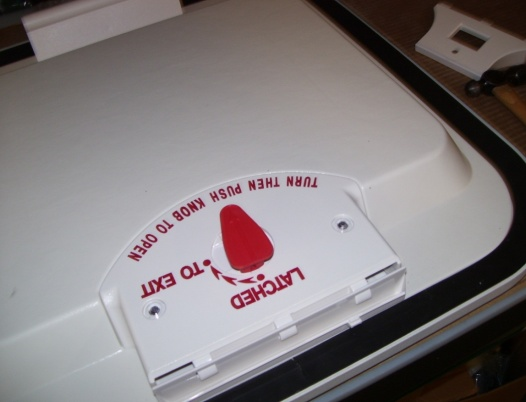 TURN THEN PUSH KNOB TO OPEN
LATCHED
TO EXIT